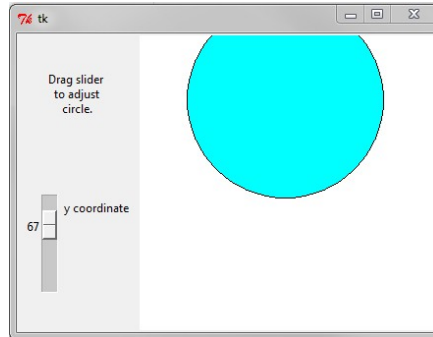 tk
Drag slider
to adjust
circle.
y coordinate
67